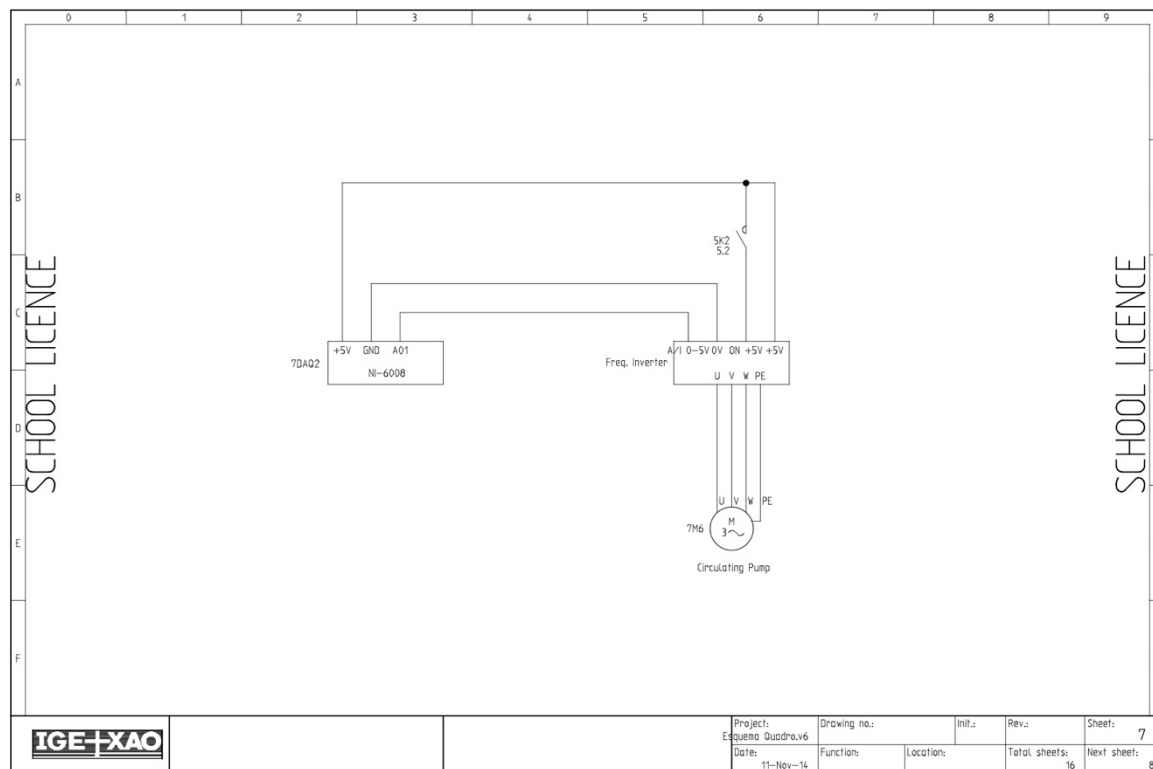 0 1 2 3 4 5 6 7 8 9
A
B
C
D
E
F
SCHOOL LICENCE
SCHOOL LICENCE
5K2
5.2
7DAQ2
+5V GND AO1
NI-6008
Freq. Inverter
A/I 0-5V 0V ON +5V +5V
U V W PE
U V W PE
7M6
M
3~
Circulating Pump
IGE+XAO
Project:
Esquema Quadro.v6
Drawing no.:
Init.:
Rev.:
Sheet:
7
Date:
11-Nov-14
Function:
Location:
Total sheets:
16
Next sheet:
8